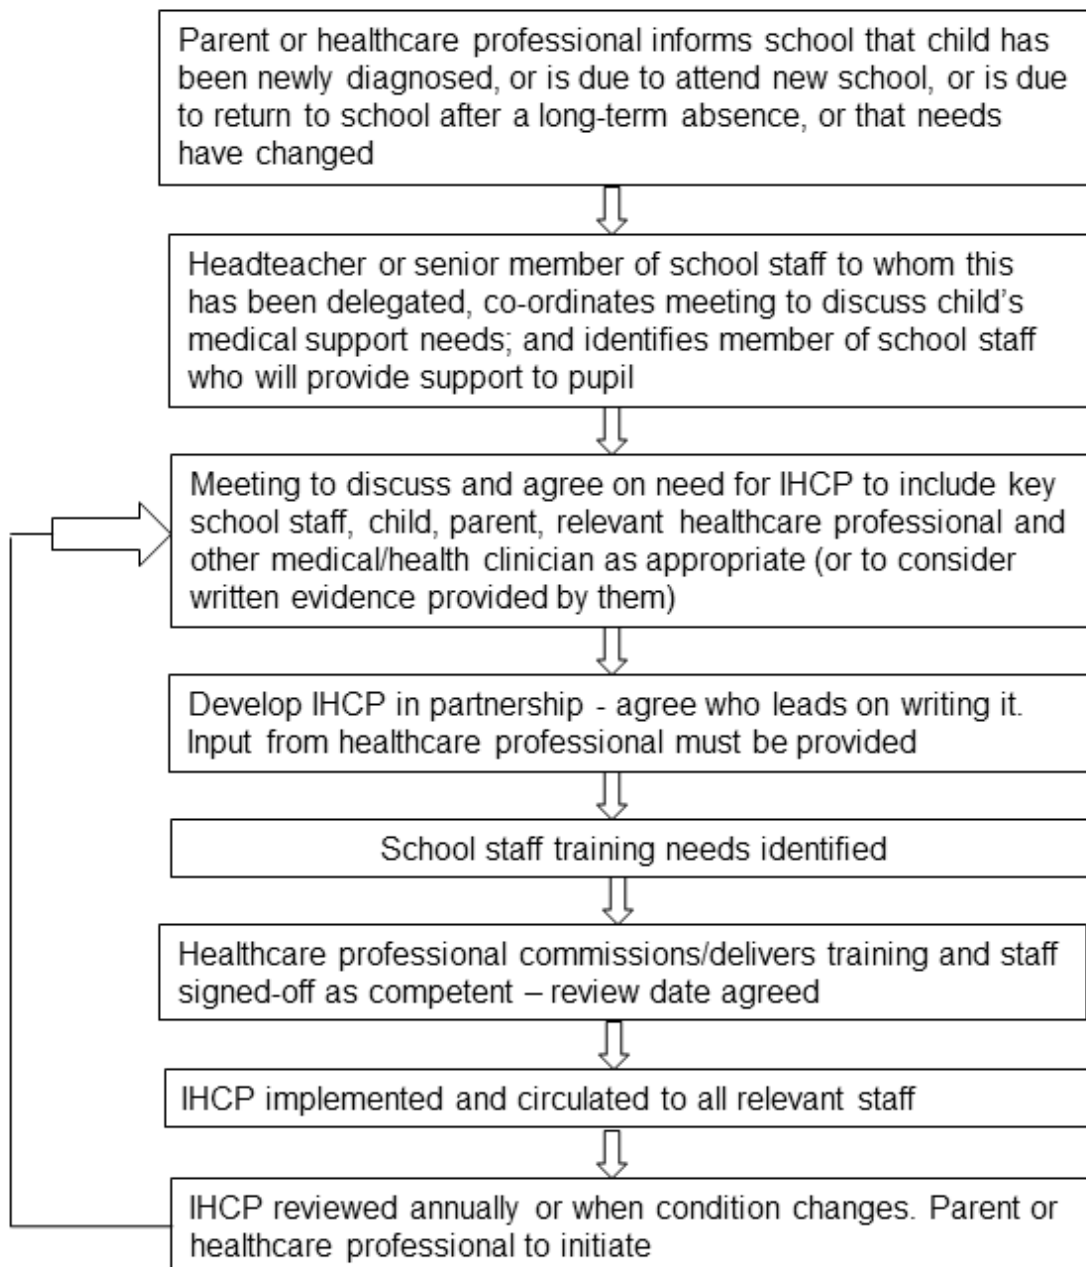 Parent or healthcare professional informs school that child has
been newly diagnosed, or is due to attend new school, or is due
to return to school after a long-term absence, or that needs
have changed
Headteacher or senior member of school staff to whom this
has been delegated, co-ordinates meeting to discuss child's
medical support needs; and identifies member of school staff
who will provide support to pupil
Meeting to discuss and agree on need for IHCP to include key
school staff, child, parent, relevant healthcare professional and
other medical/health clinician as appropriate (or to consider
written evidence provided by them)
Develop IHCP in partnership - agree who leads on writing it.
Input from healthcare professional must be provided
School staff training needs identified
Healthcare professional commissions/delivers training and staff
signed-off as competent – review date agreed
IHCP implemented and circulated to all relevant staff
IHCP reviewed annually or when condition changes. Parent or
healthcare professional to initiate